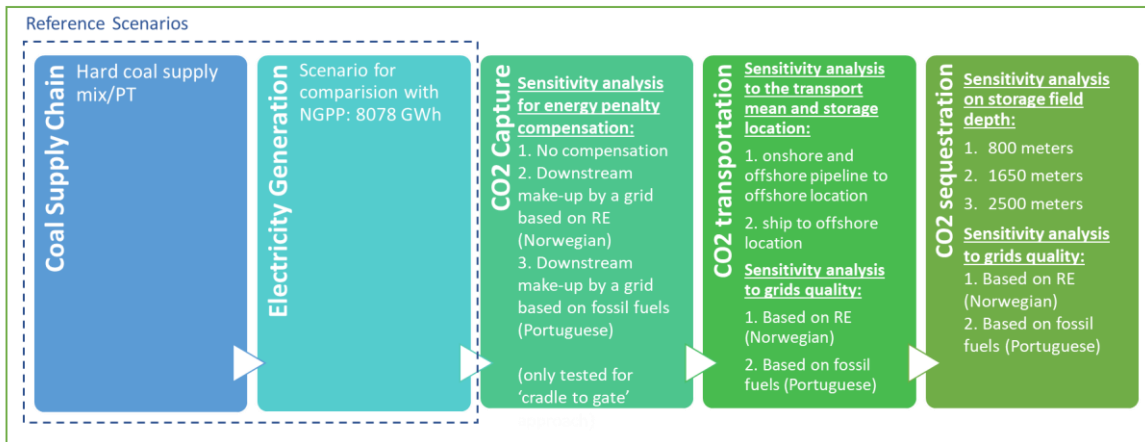 Reference Scenarios
Coal Supply Chain
Hard coal supply
mix/PT
Electricity Generation
Scenario for
comparision with
NGPP: 8078 GWh
CO2 Capture
Sensitivity analysis
for energy penalty
compensation:
1. No compensation
2. Downstream
make-up by a grid
based on RE
(Norwegian)
3. Downstream
make-up by a grid
based on fossil fuels
(Portuguese)
(only tested for
‘cradle to gate’
CO2 transportation
Sensitivity analysis
to the transport
mean and storage
location:
1. onshore and
offshore pipeline to
offshore location
2. ship to offshore
location
Sensitivity analysis
to grids quality:
1. Based on RE
(Norwegian)
2. Based on fossil
fuels (Portuguese)
CO2 sequestration
Sensitivity analysis
on storage field
depth:
1. 800 meters
2. 1650 meters
3. 2500 meters
Sensitivity analysis
to grids quality:
1. Based on RE
(Norwegian)
2. Based on fossil
fuels (Portuguese)